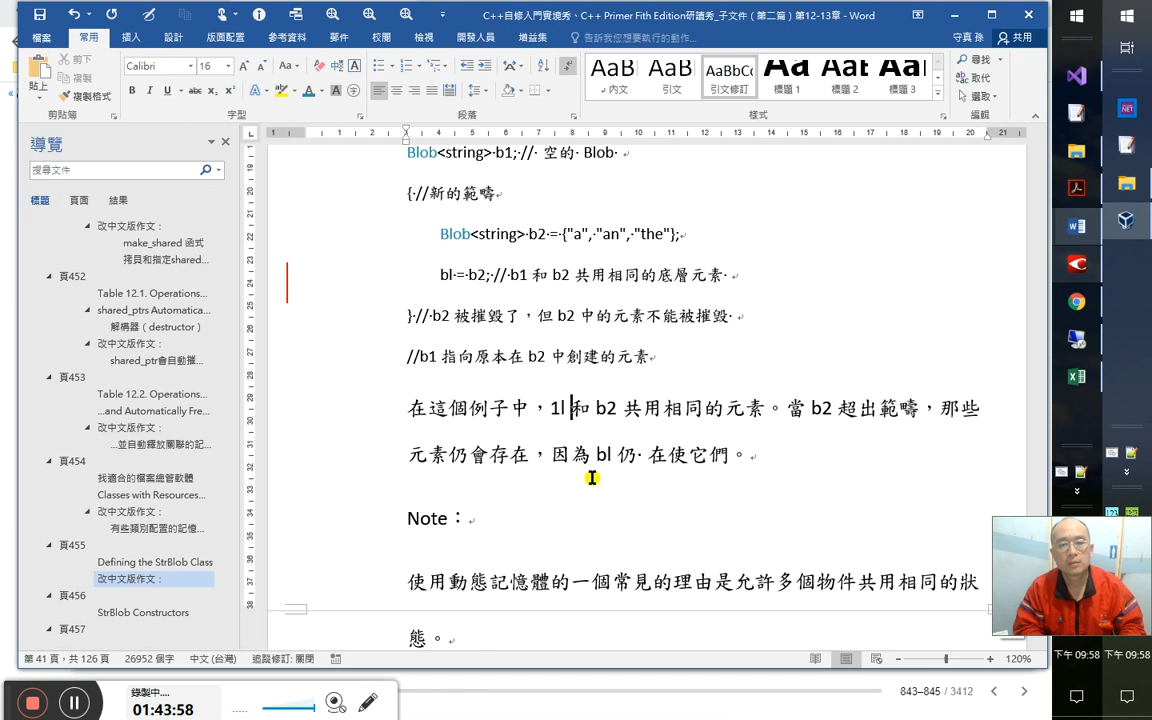 C++自修入門實境秀、C++ Primer Fith Edition研讀秀_子文件（第二篇）第12-13章 - Word
檔案 常用 插入 設計 版面配置 參考資料 郵件 校閱 檢視 開發人員 增益集 告訴我您想要執行的動作... 守真 孫 共用
貼上 剪下 複製 複製格式 剪貼簿
Calibri 16 字型
段落
AaB 內文 AaB 引文 AaBbCc 引文修訂 Aa 標題 1 Aat 標題 2 Aal 標題 3 樣式
尋找 取代 選取 編輯
導覽
搜尋文件
標題 頁面 結果
改中文版作文：
make_shared 函式
拷貝和指定shared...
頁452
Table 12.1. Operations...
shared_ptrs Automatica...
解構器（destructor）
改中文版作文：
shared_ptr會自動摧...
頁453
Table 12.2. Operations...
...and Automatically Fre...
改中文版作文：
...並自動釋放關聯的記...
頁454
找適合的檔案總管軟體
Classes with Resources...
改中文版作文：
有些類別配置的記憶...
頁455
Defining the StrBlob Class
改中文版作文：
頁456
StrBlob Constructors
頁457
Blob<string> b1; // 空的 Blob
{ //新的範疇
Blob<string> b2 = {"a", "an", "the"};
bl = b2; // b1 和 b2 共用相同的底層元素
} // b2 被摧毀了，但 b2 中的元素不能被摧毀
//b1 指向原本在 b2 中創建的元素
在這個例子中，1l 和 b2 共用相同的元素。當 b2 超出範疇，那些
元素仍會存在，因為 bl 仍 在使它們。
Note：
使用動態記憶體的一個常見的理由是允許多個物件共用相同的狀
態。
第 41 頁，共 126 頁 26952 個字 中文 (台灣) 追蹤修訂: 關閉 120%
錄製中....
01:43:58
843–845 / 3412
下午 09:58 下午 09:58